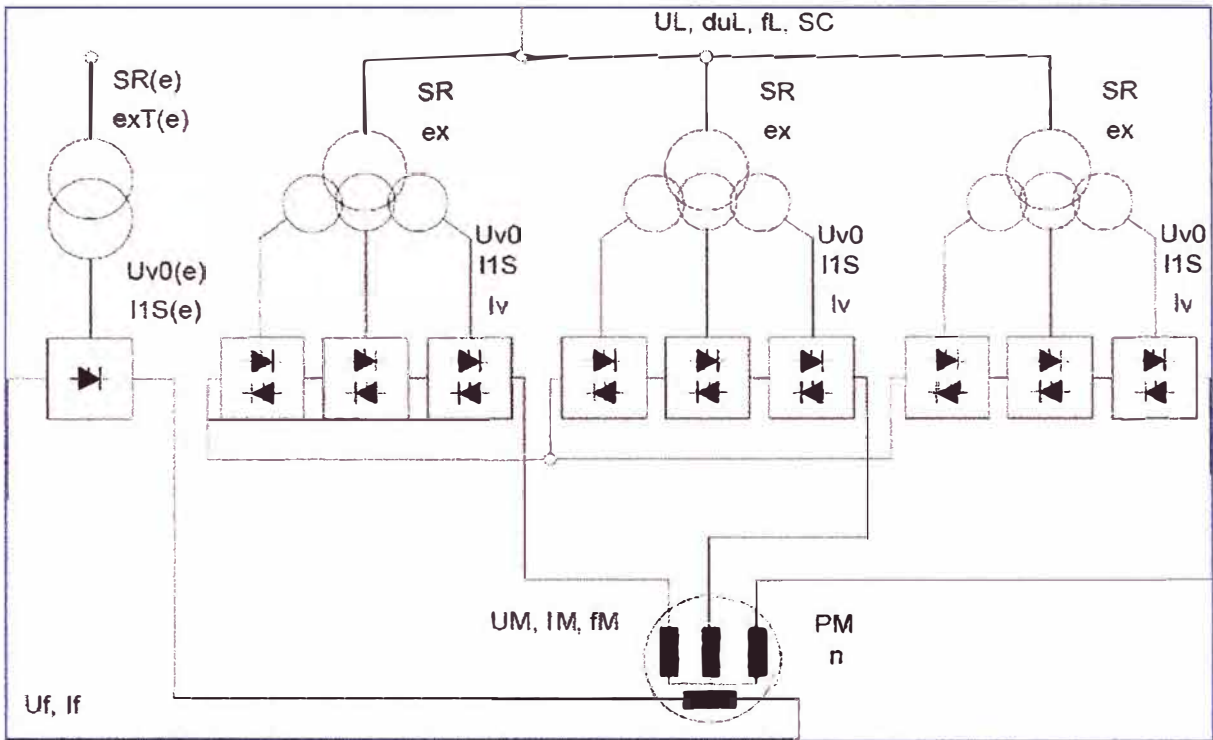 UL, duL, fL, SC
SR(e)
exT(e)
SR
ex
SR
ex
SR
ex
Uv0(e)
I1S(e)
Uv0
I1S
Iv
Uv0
I1S
Iv
Uv0
I1S
Iv
UM, IM, fM
PM
n
Uf, If